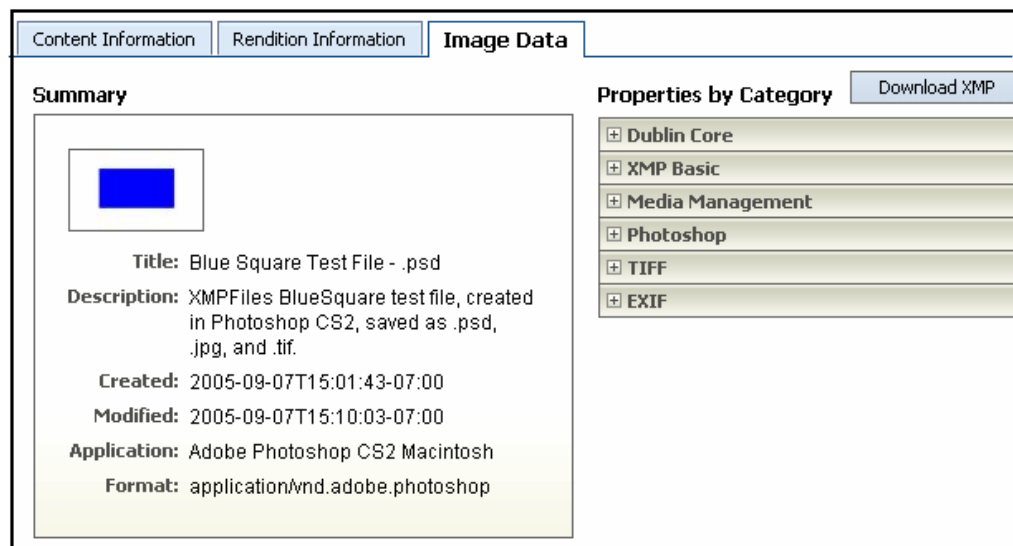 Content Information
Rendition Information
Image Data
Summary
Title: Blue Square Test File - .psd
Description: XMPFiles BlueSquare test file, created
in Photoshop CS2, saved as .psd,
.jpg, and .tif.
Created: 2005-09-07T15:01:43-07:00
Modified: 2005-09-07T15:10:03-07:00
Application: Adobe Photoshop CS2 Macintosh
Format: application/vnd.adobe.photoshop
Properties by Category
Download XMP
Dublin Core
XMP Basic
Media Management
Photoshop
TIFF
EXIF